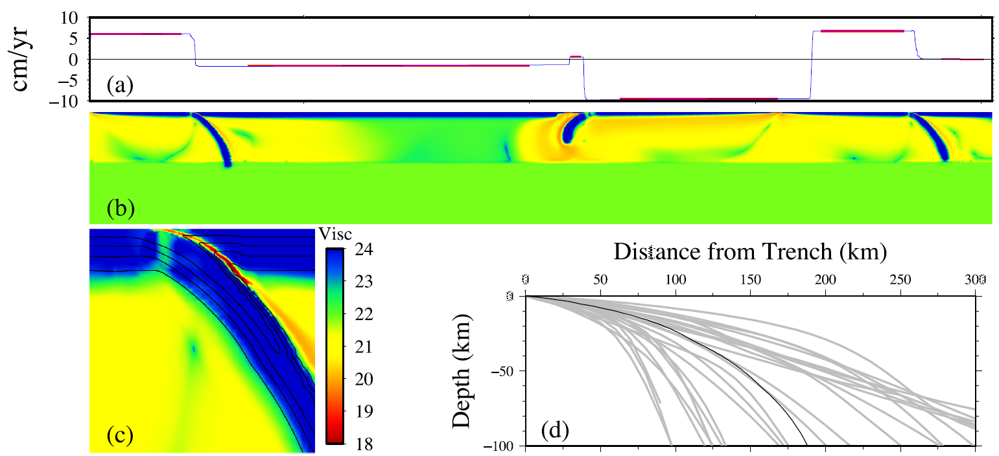 10
5
0
−5
−10
cm/yr
(a)
(b)
Visc
24
23
22
21
20
19
18
(c)
Distance from Trench (km)
0 50 100 150 200 250 300
0
−50
−100
Depth (km)
(d)